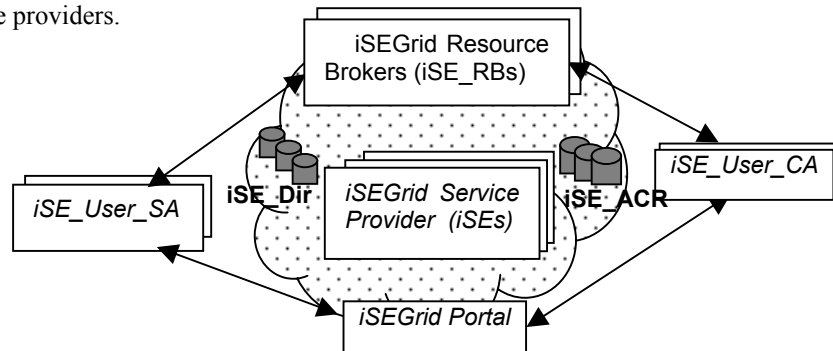 e providers.
iSEGrid Resource
Brokers (iSE_RBs)
iSE_User_SA
iSE_Dir
iSEGrid Service
Provider (iSEs)
iSE_ACR
iSE_User_CA
iSEGrid Portal